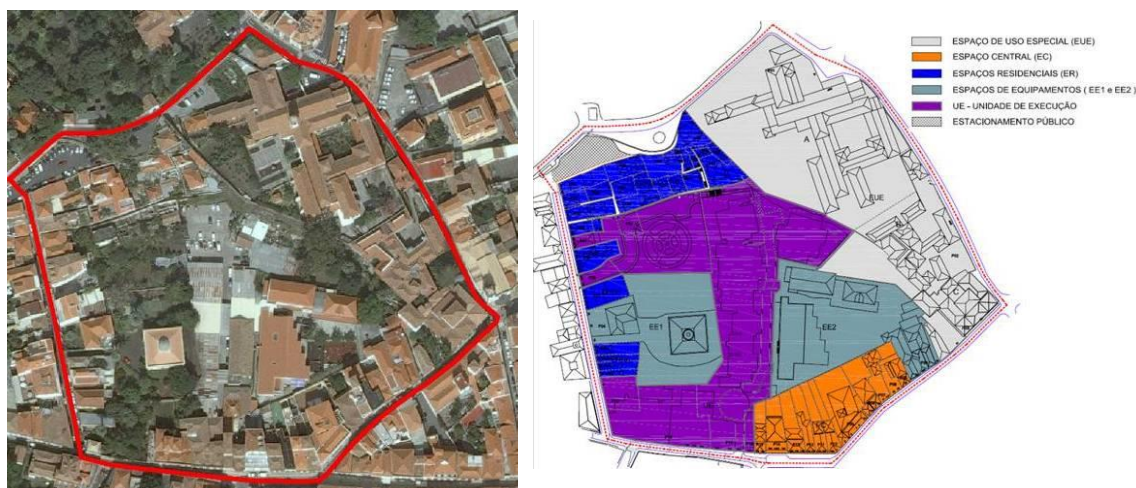 ESPAÇO DE USO ESPECIAL (EUE)
ESPAÇO CENTRAL (EC)
ESPAÇOS RESIDENCIAIS (ER)
ESPAÇOS DE EQUIPAMENTOS ( EE1 e EE2 )
UE - UNIDADE DE EXECUÇÃO
ESTACIONAMENTO PÚBLICO
A
EUE
EE1
EE2